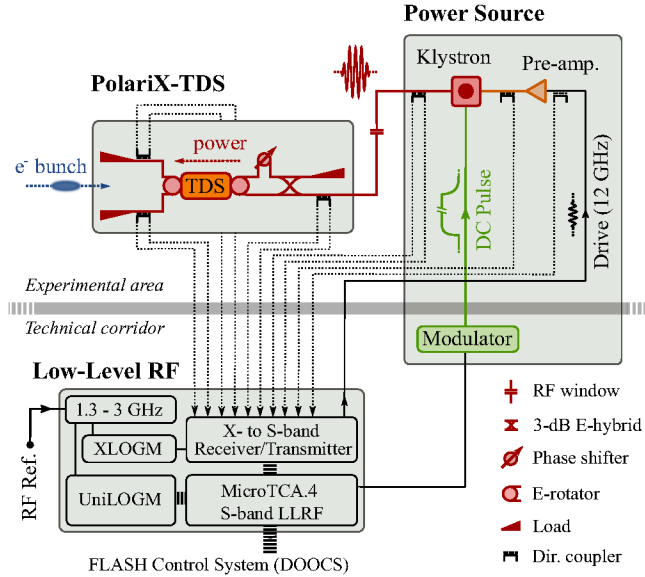 Power Source
Klystron
Pre-amp.
PolariX-TDS
power
e- bunch
TDS
DC Pulse
Drive (12 GHz)
Experimental area
Technical corridor
Modulator
Low-Level RF
1.3 - 3 GHz
XLOGM
X- to S-band
Receiver/Transmitter
RF Ref.
UniLOGM
MicroTCA.4
S-band LLRF
FLASH Control System (DOOCS)
RF window
3-dB E-hybrid
Phase shifter
E-rotator
Load
Dir. coupler